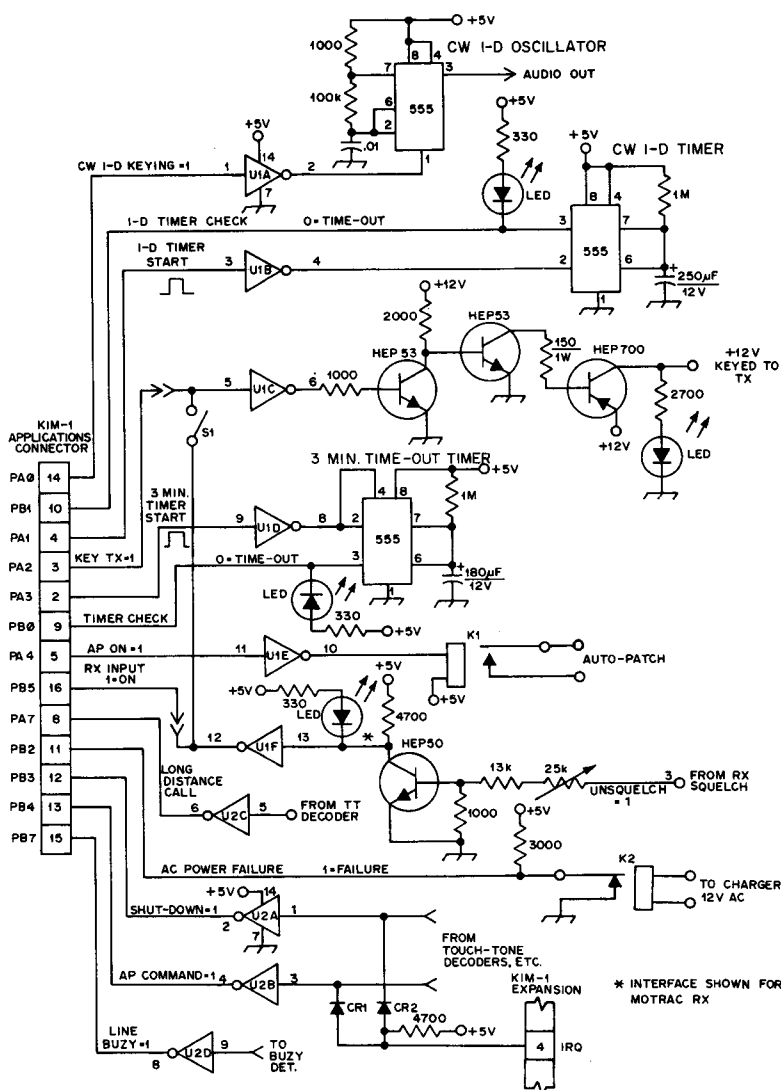 +5V
1000
8 4
CW I-D OSCILLATOR
7
3
AUDIO OUT
100k
6
555
2
.01
1
+5V
330
LED
+5V
CW I-D TIMER
8 4
1M
3
7
555
2
6
1
+
250µF
12V
+5V
CW I-D KEYING=1
1
14
U1A
2
7
I-D TIMER CHECK
0=TIME-OUT
I-D TIMER
START
3
U1B
4
+12V
2000
HEP53
HEP 53
150
1W
HEP700
+12V
KEYED TO
TX
2700
LED
+12V
5
U1C
6
1000
S1
KIM-1
APPLICATIONS
CONNECTOR
PA0 14
PB1 10
PA1 4
PA2 3
PA3 2
PB0 9
PA4 5
PB5 16
PA7 8
PB2 11
PB3 12
PB4 13
PB7 15
3 MIN. TIME-OUT TIMER
+5V
4 8
1M
3 MIN.
TIMER
START
9
U1D
8
2
7
555
3
6
1
+
180µF
12V
KEY TX=1
0=TIME-OUT
LED
330
+5V
TIMER CHECK
AP ON =1
11
U1E
10
K1
+5V
AUTO-PATCH
RX INPUT
1=ON
+5V
330
LED
+5V
4700
*
12
U1F
13
HEP50
13k
25k
3
FROM RX
SQUELCH
UNSQUELCH
= 1
1000
LONG
DISTANCE
CALL
6
U2C
5
FROM TT
DECODER
+5V
3000
AC POWER FAILURE
1=FAILURE
K2
TO CHARGER
12V AC
+5V
14
SHUT-DOWN=1
2
U2A
1
7
FROM
TOUCH-TONE
DECODERS, ETC.
AP COMMAND=1
4
U2B
3
CR1
CR2
4700
+5V
KIM-1
EXPANSION
4
IRQ
* INTERFACE SHOWN FOR
MOTRAC RX
LINE
BUZY=1
8
U2D
9
TO
BUZY
DET.